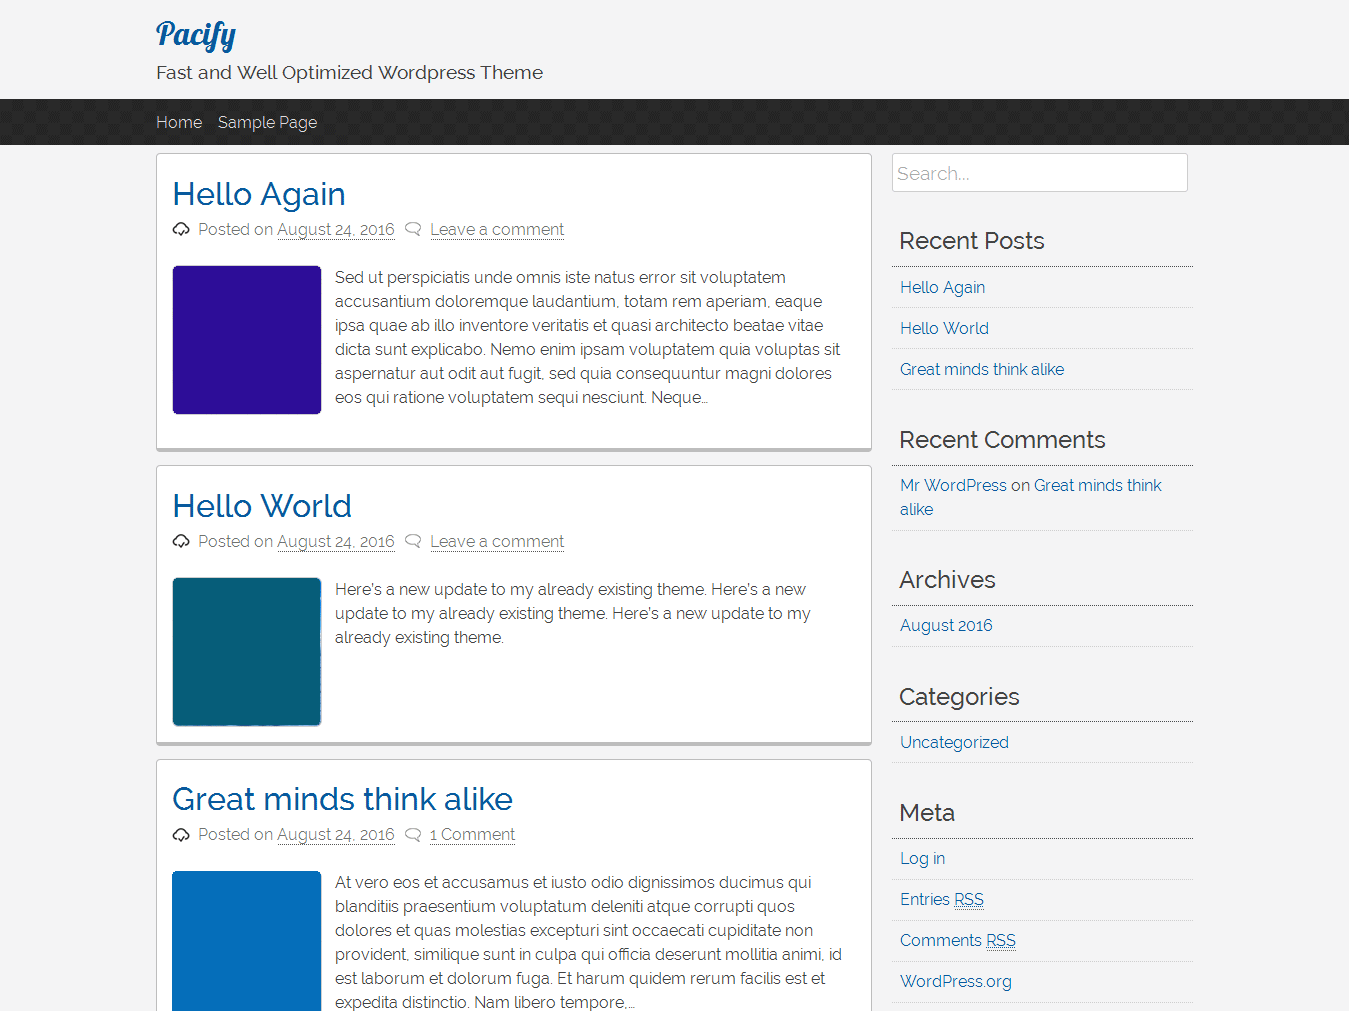 Pacify
Fast and Well Optimized Wordpress Theme
Home Sample Page
Hello Again
Posted on August 24, 2016 Leave a comment
Sed ut perspiciatis unde omnis iste natus error sit voluptatem
accusantium doloremque laudantium, totam rem aperiam, eaque
ipsa quae ab illo inventore veritatis et quasi architecto beatae vitae
dicta sunt explicabo. Nemo enim ipsam voluptatem quia voluptas sit
aspernatur aut odit aut fugit, sed quia consequuntur magni dolores
eos qui ratione voluptatem sequi nesciunt. Neque…
Hello World
Posted on August 24, 2016 Leave a comment
Here's a new update to my already existing theme. Here's a new
update to my already existing theme. Here's a new update to my
already existing theme.
Great minds think alike
Posted on August 24, 2016 1 Comment
At vero eos et accusamus et iusto odio dignissimos ducimus qui
blanditiis praesentium voluptatum deleniti atque corrupti quos
dolores et quas molestias excepturi sint occaecati cupiditate non
provident, similique sunt in culpa qui officia deserunt mollitia animi, id
est laborum et dolorum fuga. Et harum quidem rerum facilis est et
expedita distinctio. Nam libero tempore,…
Search…
Recent Posts
Hello Again
Hello World
Great minds think alike
Recent Comments
Mr WordPress on Great minds think
alike
Archives
August 2016
Categories
Uncategorized
Meta
Log in
Entries RSS
Comments RSS
WordPress.org